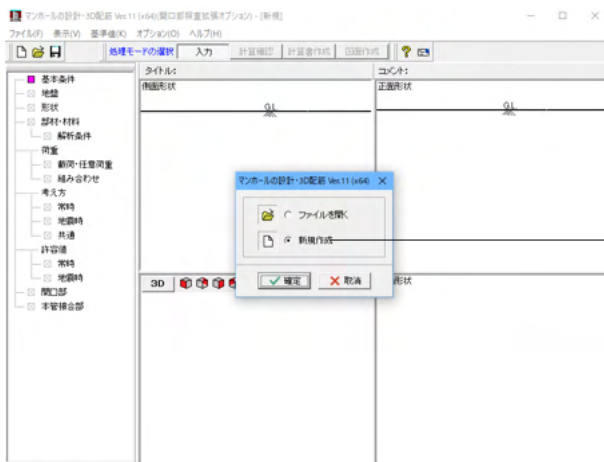 マンホールの設計・3D配筋 Ver.11 (x64)(開口部照査拡張オプション) - [新規]
ファイル(F) 表示(V) 基準値(K) オプション(O) ヘルプ(H)
処理モードの選択 入力 計算確認 計算書作成 図面作成
基本条件
地盤
形状
部材・材料
解析条件
荷重
載荷・任意荷重
組み合わせ
考え方
常時
地震時
共通
許容値
常時
地震時
開口部
本管接合部
タイトル:
コメント:
側面形状
G.L
正面形状
G.L
マンホールの設計・3D配筋 Ver.11 (x64)
ファイルを開く
新規作成
確定 取消
3D
形状